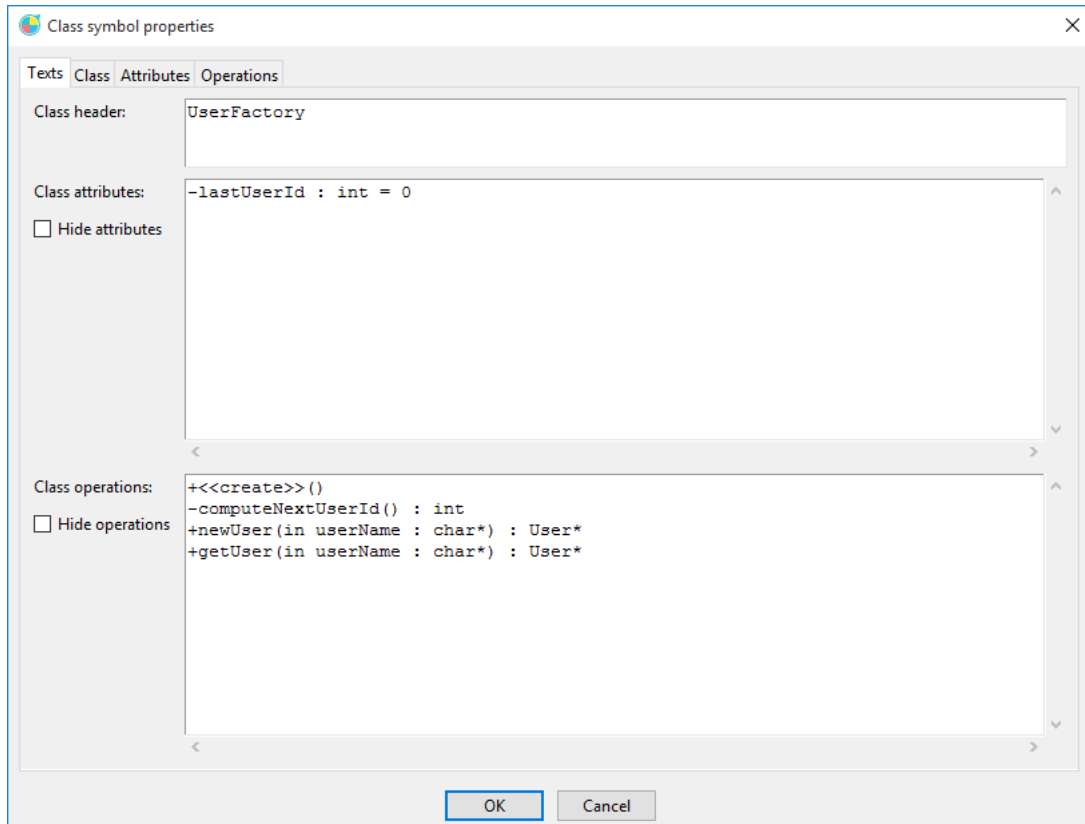 Class symbol properties
Texts Class Attributes Operations
Class header:
UserFactory
Class attributes:
-lastUserId : int = 0
Hide attributes
Class operations:
+<<create>>()
-computeNextUserId() : int
Hide operations
+newUser(in userName : char*) : User*
+getUser(in userName : char*) : User*
OK Cancel